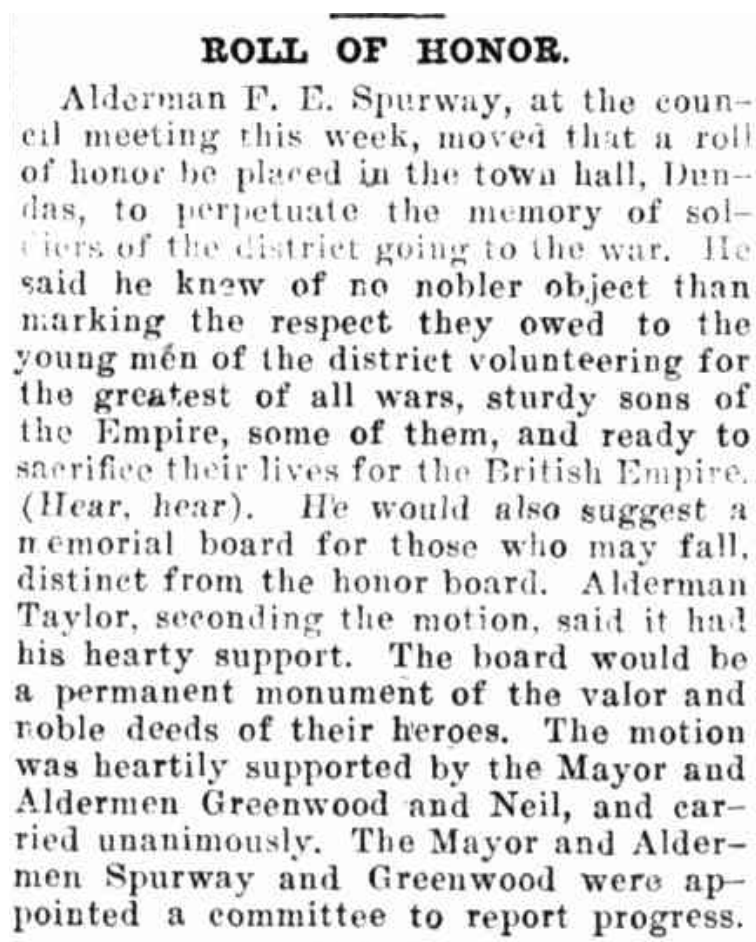 ROLL OF HONOR.
Alderman F. E. Spurway, at the coun-
cil meeting this week, moved that a roll
of honor be placed in the town hall, Dun-
das, to perpetuate the memory of sol-
diers of the district going to the war. He
said he knew of no nobler object than
marking the respect they owed to the
young men of the district volunteering for
the greatest of all wars, sturdy sons of
the Empire, some of them, and ready to
sacrifice their lives for the British Empire.
(Hear, hear). He would also suggest a
memorial board for those who may fall,
distinct from the honor board. Alderman
Taylor, seconding the motion, said it had
his hearty support. The board would be
a permanent monument of the valor and
noble deeds of their heroes. The motion
was heartily supported by the Mayor and
Aldermen Greenwood and Neil, and car-
ried unanimously. The Mayor and Alder-
men Spurway and Greenwood were ap-
pointed a committee to report progress.